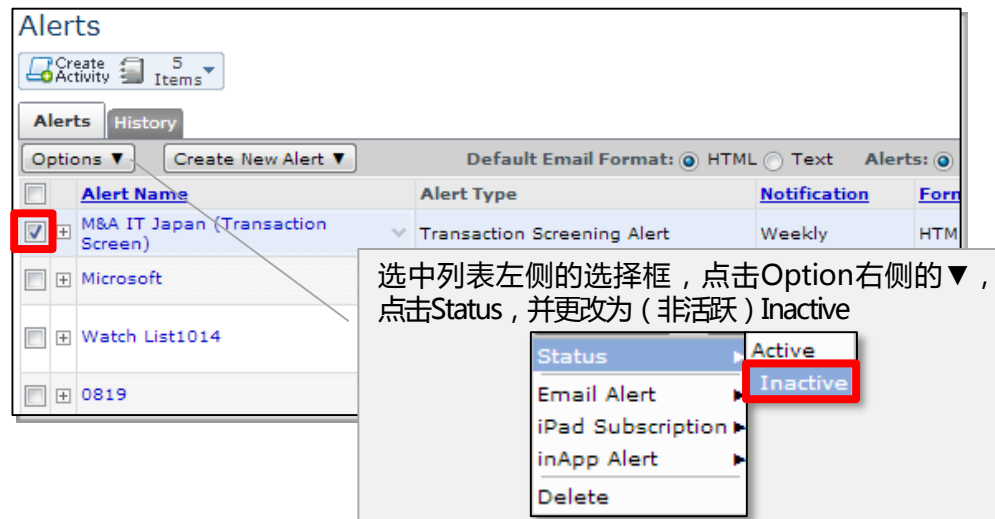 Alerts
Create Activity 5 Items
Alerts History
Options ▼ Create New Alert ▼ Default Email Format: HTML Text Alerts:
Alert Name Alert Type Notification Form
M&A IT Japan (Transaction Screen) Transaction Screening Alert Weekly HTM
Microsoft
Watch List1014
0819
选中列表左侧的选择框，点击Option右侧的▼，
点击Status，并更改为（非活跃）Inactive
Status Active
Inactive
Email Alert
iPad Subscription
inApp Alert
Delete